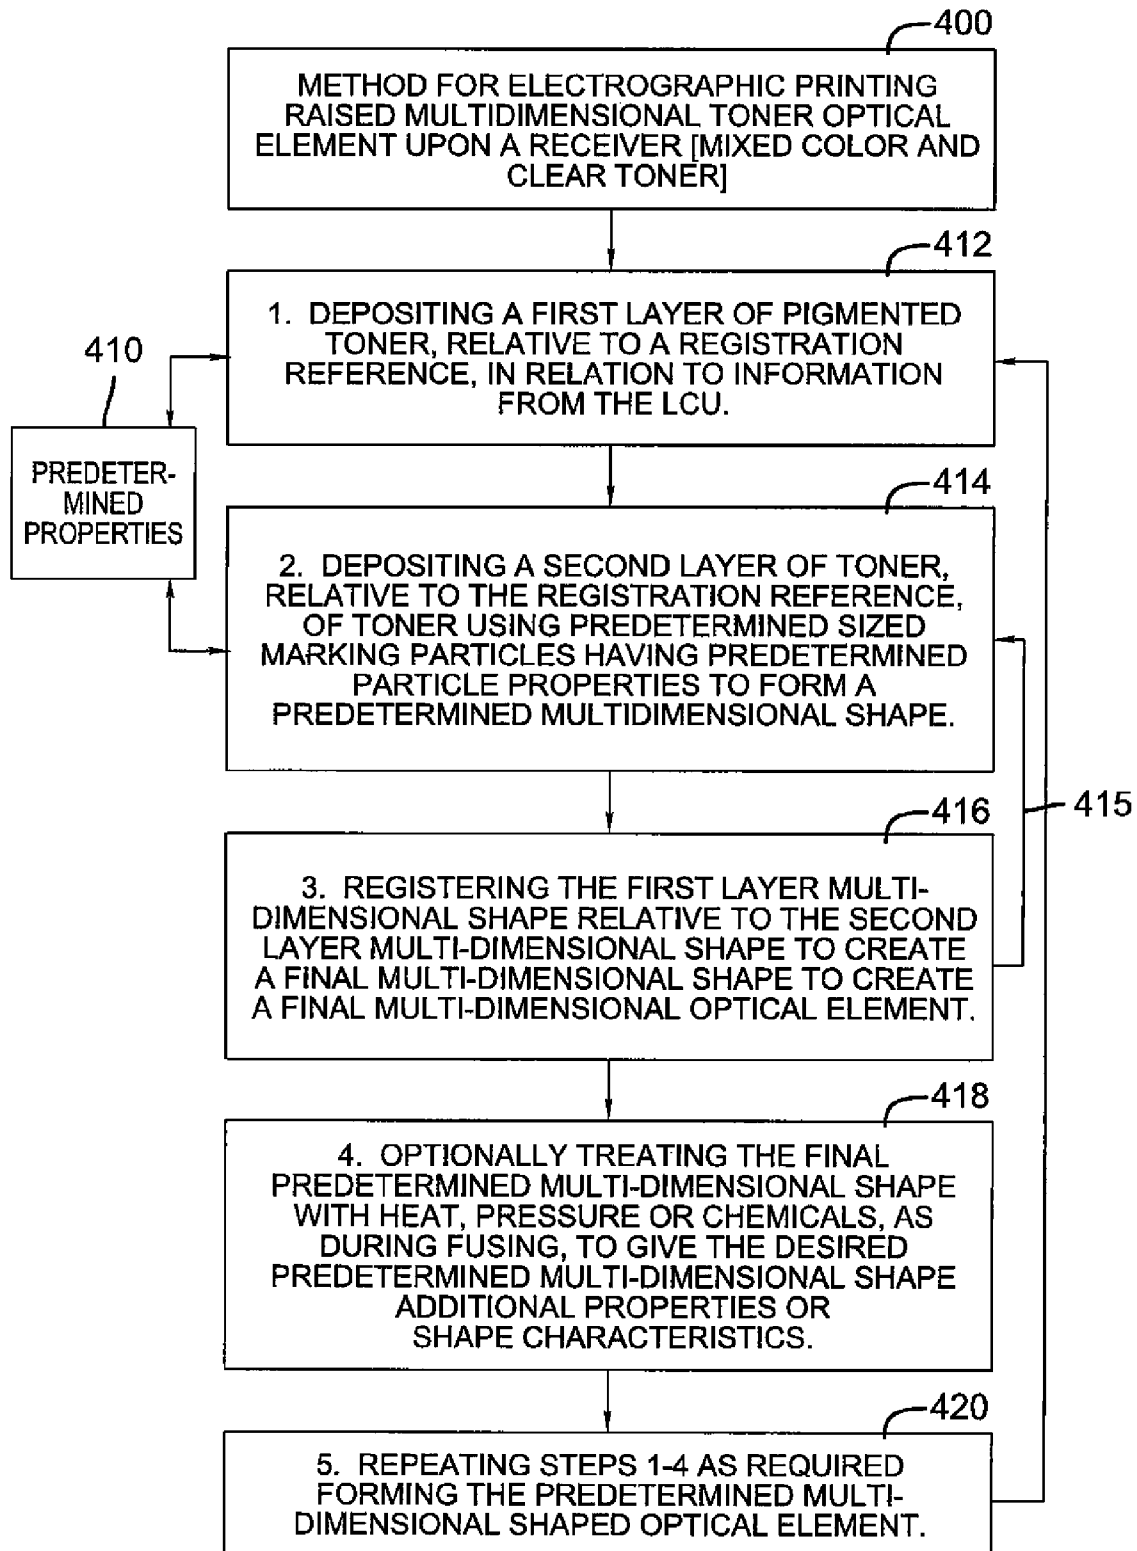 400
METHOD FOR ELECTROGRAPHIC PRINTING
RAISED MULTIDIMENSIONAL TONER OPTICAL
ELEMENT UPON A RECEIVER [MIXED COLOR AND
CLEAR TONER]
412
1. DEPOSITING A FIRST LAYER OF PIGMENTED
TONER, RELATIVE TO A REGISTRATION
REFERENCE, IN RELATION TO INFORMATION
FROM THE LCU.
410
PREDETER-
MINED
PROPERTIES
414
2. DEPOSITING A SECOND LAYER OF TONER,
RELATIVE TO THE REGISTRATION REFERENCE,
OF TONER USING PREDETERMINED SIZED
MARKING PARTICLES HAVING PREDETERMINED
PARTICLE PROPERTIES TO FORM A
PREDETERMINED MULTIDIMENSIONAL SHAPE.
415
416
3. REGISTERING THE FIRST LAYER MULTI-
DIMENSIONAL SHAPE RELATIVE TO THE SECOND
LAYER MULTI-DIMENSIONAL SHAPE TO CREATE
A FINAL MULTI-DIMENSIONAL SHAPE TO CREATE
A FINAL MULTI-DIMENSIONAL OPTICAL ELEMENT.
418
4. OPTIONALLY TREATING THE FINAL
PREDETERMINED MULTI-DIMENSIONAL SHAPE
WITH HEAT, PRESSURE OR CHEMICALS, AS
DURING FUSING, TO GIVE THE DESIRED
PREDETERMINED MULTI-DIMENSIONAL SHAPE
ADDITIONAL PROPERTIES OR
SHAPE CHARACTERISTICS.
420
5. REPEATING STEPS 1-4 AS REQUIRED
FORMING THE PREDETERMINED MULTI-
DIMENSIONAL SHAPED OPTICAL ELEMENT.